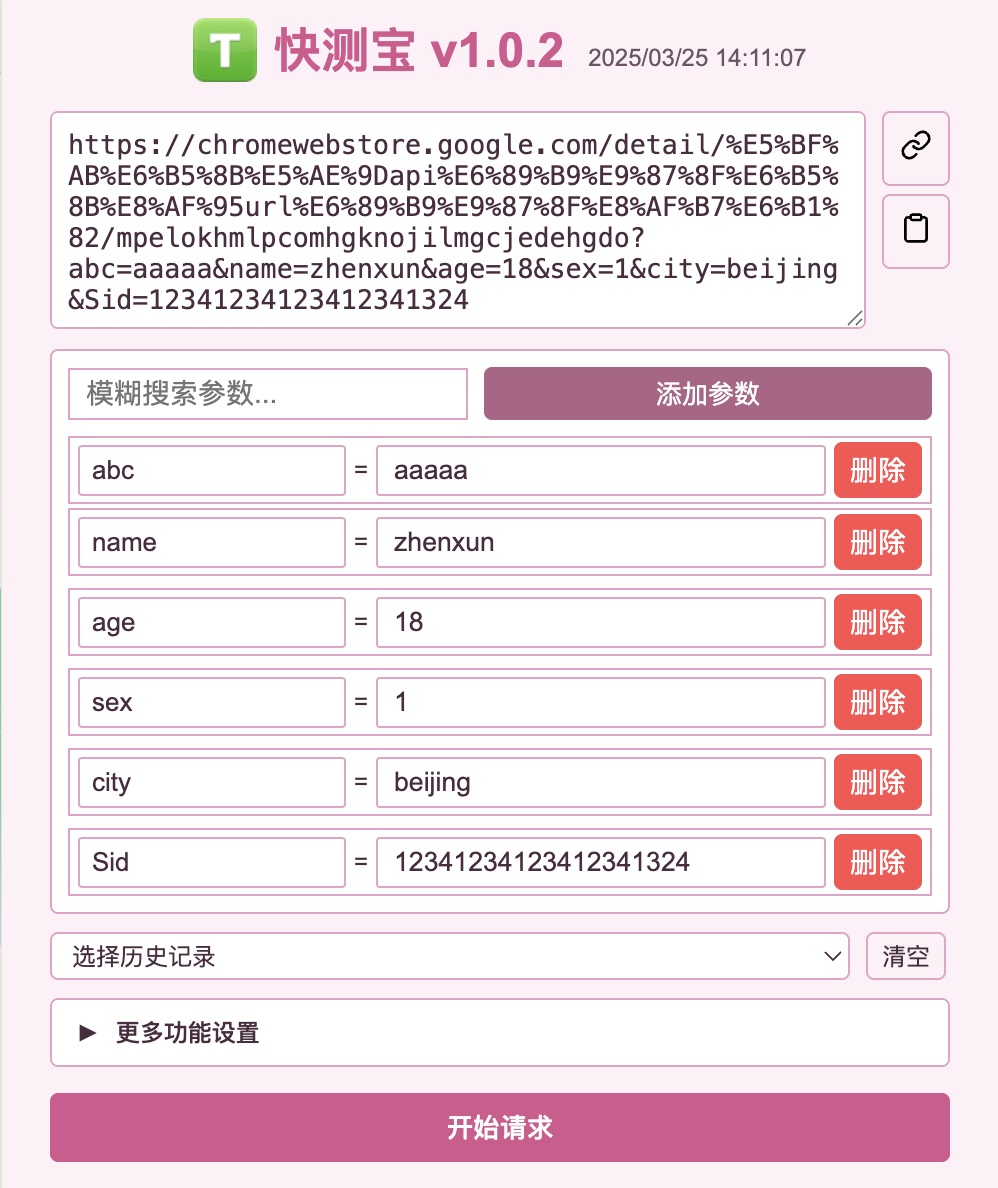 T 快测宝 v1.0.2 2025/03/25 14:11:07
https://chromewebstore.google.com/detail/%E5%BF%
AB%E6%B5%8B%E5%AE%9Dapi%E6%89%B9%E9%87%8F%E6%B5%
8B%E8%AF%95url%E6%89%B9%E9%87%8F%E8%AF%B7%E6%B1%
82/mpelokhmlpcomhgknojilmgcjedehgdo?
abc=aaaaa&name=zhenxun&age=18&sex=1&city=beijing
&Sid=12341234123412341324
模糊搜索参数... 添加参数
abc = aaaaa 删除
name = zhenxun 删除
age = 18 删除
sex = 1 删除
city = beijing 删除
Sid = 12341234123412341324 删除
选择历史记录 清空
▶ 更多功能设置
开始请求